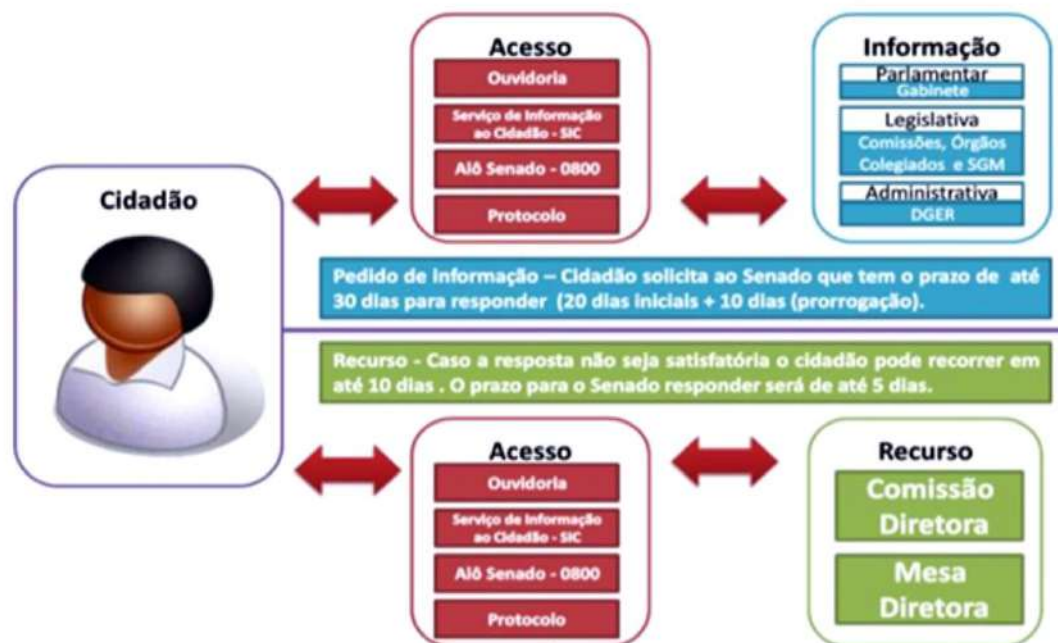 Acesso
Ouvidoria
Serviço de Informação
ao Cidadão - SIC
Alô Senado - 0800
Protocolo
Informação
Parlamentar
Gabinete
Legislativa
Comissões, Órgãos
Colegiados e SGM
Administrativa
DGER
Cidadão
Pedido de Informação – Cidadão solicita ao Senado que tem o prazo de até
30 dias para responder (20 dias iniciais + 10 dias (prorrogação).
Recurso - Caso a resposta não seja satisfatória o cidadão pode recorrer em
até 10 dias . O prazo para o Senado responder será de até 5 dias.
Acesso
Ouvidoria
Serviço de Informação
ao Cidadão - SIC
Alô Senado - 0800
Protocolo
Recurso
Comissão
Diretora
Mesa
Diretora